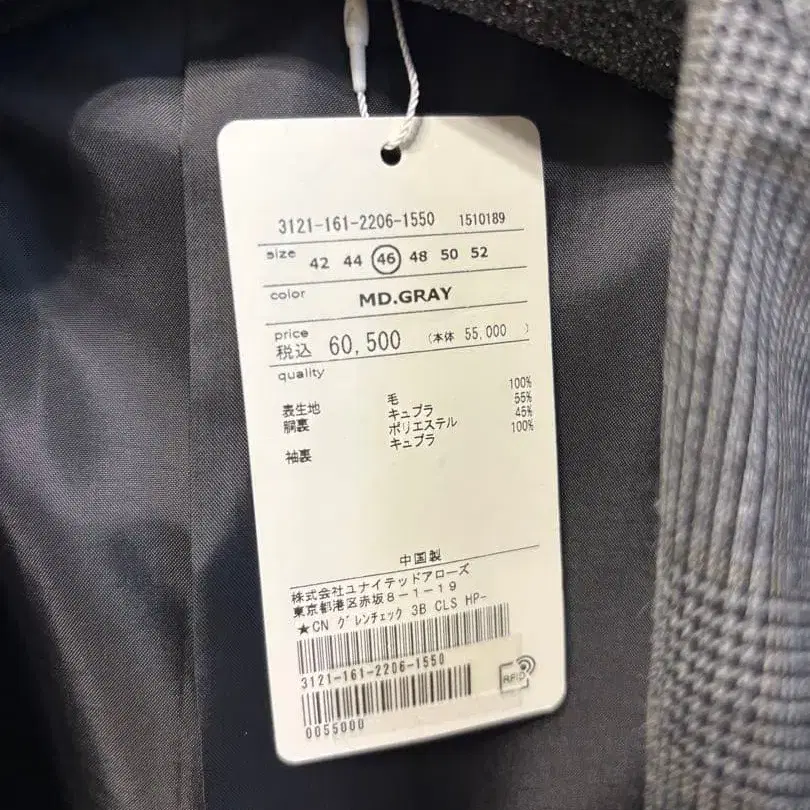 3121-161-2206-1550 1510189
size 42 44 46 48 50 52
color MD.GRAY
price
税込 60,500 (本体 55,000 )
quality
表生地 毛 100%
胴裏 キュプラ 55%
ポリエステル 45%
袖裏 キュプラ 100%
中国製
株式会社ユナイテッドアローズ
東京都港区赤坂8-1-19
★CN グレンチェック 3B CLS HP-
3121-161-2206-1550
RFID
0055000